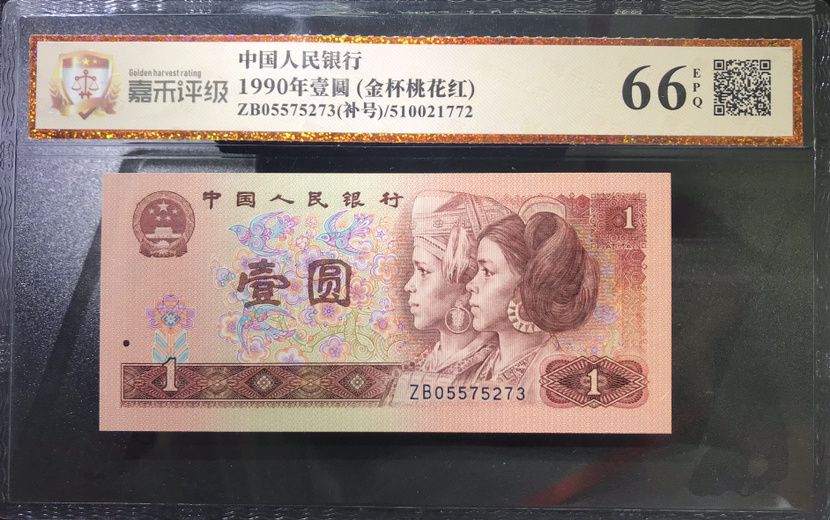 Golden harvest rating
嘉禾评级
中国人民银行
1990年壹圆 (金杯桃花红)
ZB05575273(补号)/510021772
66
EPQ
中国人民银行
1
壹圆
1
ZB05575273
1